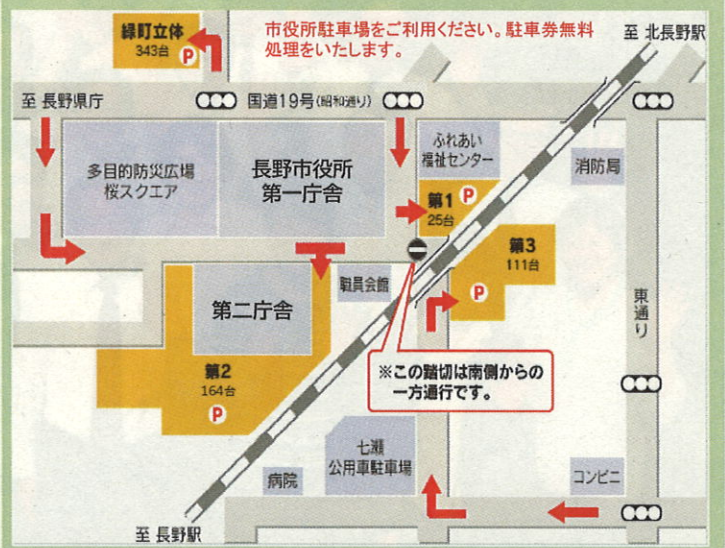 緑町立体
343台
P
市役所駐車場をご利用ください。駐車券無料
処理をいたします。
至 北長野駅
至 長野県庁
国道19号(昭和通り)
多目的防災広場
桜スクエア
長野市役所
第一庁舎
ふれあい
福祉センター
消防局
第1
P
25台
第3
111台
P
職員会館
第二庁舎
東通り
第2
164台
P
※この踏切は南側からの
一方通行です。
七瀬
公用車駐車場
病院
コンビニ
至 長野駅